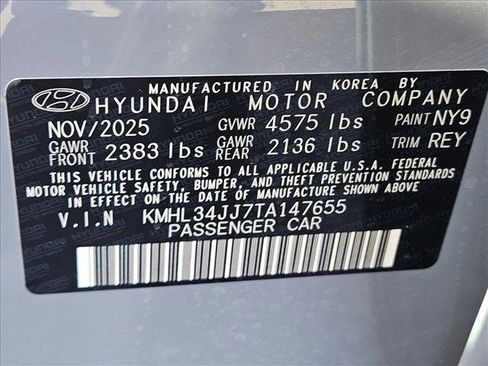 MANUFACTURED IN KOREA BY
HYUNDAI MOTOR COMPANY
NOV/2025 GVWR 4575 lbs PAINT NY9
GAWR FRONT 2383 lbs GAWR REAR 2136 lbs TRIM REY
THIS VEHICLE CONFORMS TO ALL APPLICABLE U.S.A. FEDERAL
MOTOR VEHICLE SAFETY, BUMPER, AND THEFT PREVENTION STANDARDS
IN EFFECT ON THE DATE OF MANUFACTURE SHOWN ABOVE.
V.I.N KMHL34JJ7TA147655
PASSENGER CAR